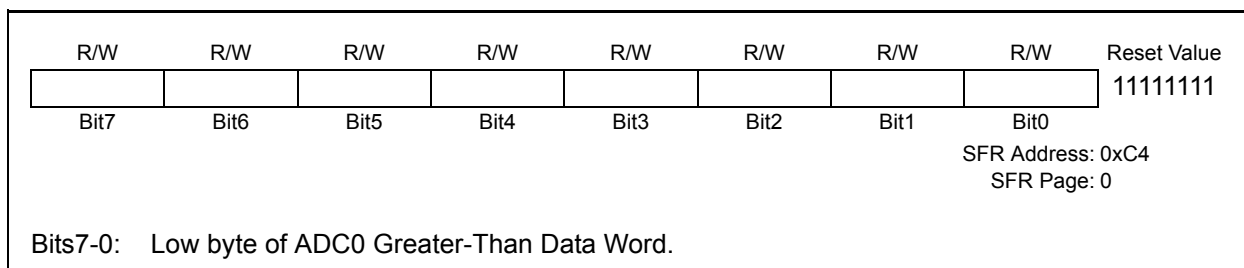 R/W R/W R/W R/W R/W R/W R/W R/W Reset Value
11111111
Bit7 Bit6 Bit5 Bit4 Bit3 Bit2 Bit1 Bit0
SFR Address: 0xC4
SFR Page: 0
Bits7-0: Low byte of ADC0 Greater-Than Data Word.